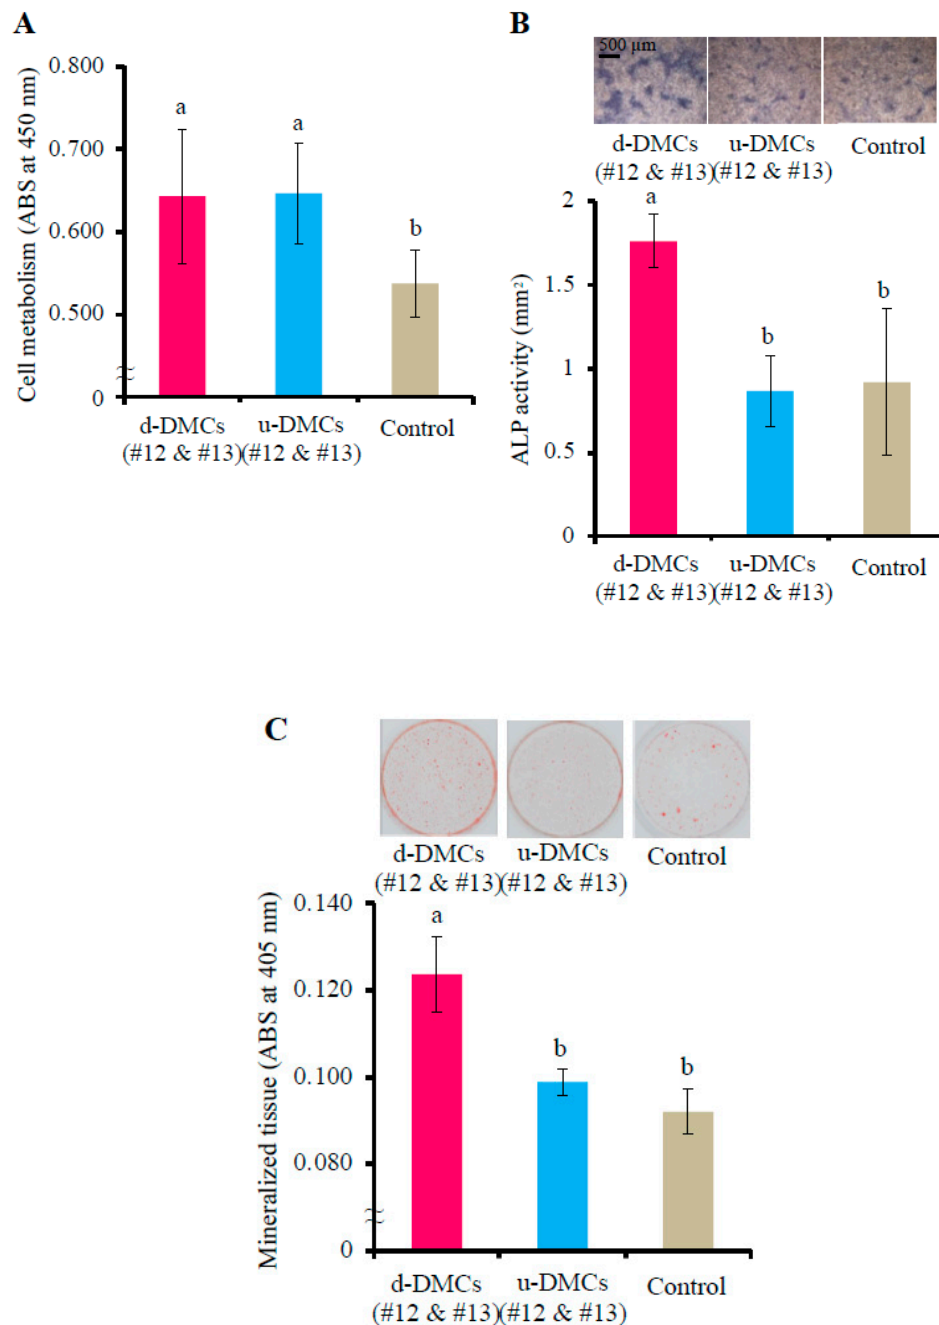 A
Cell metabolism (ABS at 450 nm)
0.800
0.700
0.600
0.500
0
a
a
b
d-DMCs
(#12 & #13)
u-DMCs
(#12 & #13)
Control
B
500 µm
d-DMCs
(#12 & #13)
u-DMCs
(#12 & #13)
Control
ALP activity (mm²)
2
1.5
1
0.5
0
a
b
b
d-DMCs
(#12 & #13)
u-DMCs
(#12 & #13)
Control
C
d-DMCs
(#12 & #13)
u-DMCs
(#12 & #13)
Control
Mineralized tissue (ABS at 405 nm)
0.140
0.120
0.100
0.080
0
a
b
b
d-DMCs
(#12 & #13)
u-DMCs
(#12 & #13)
Control